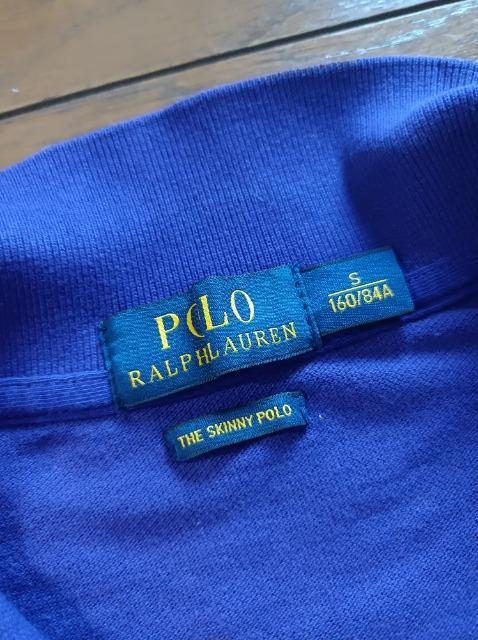 POLO
RALPH LAUREN
S
160/84A
THE SKINNY POLO